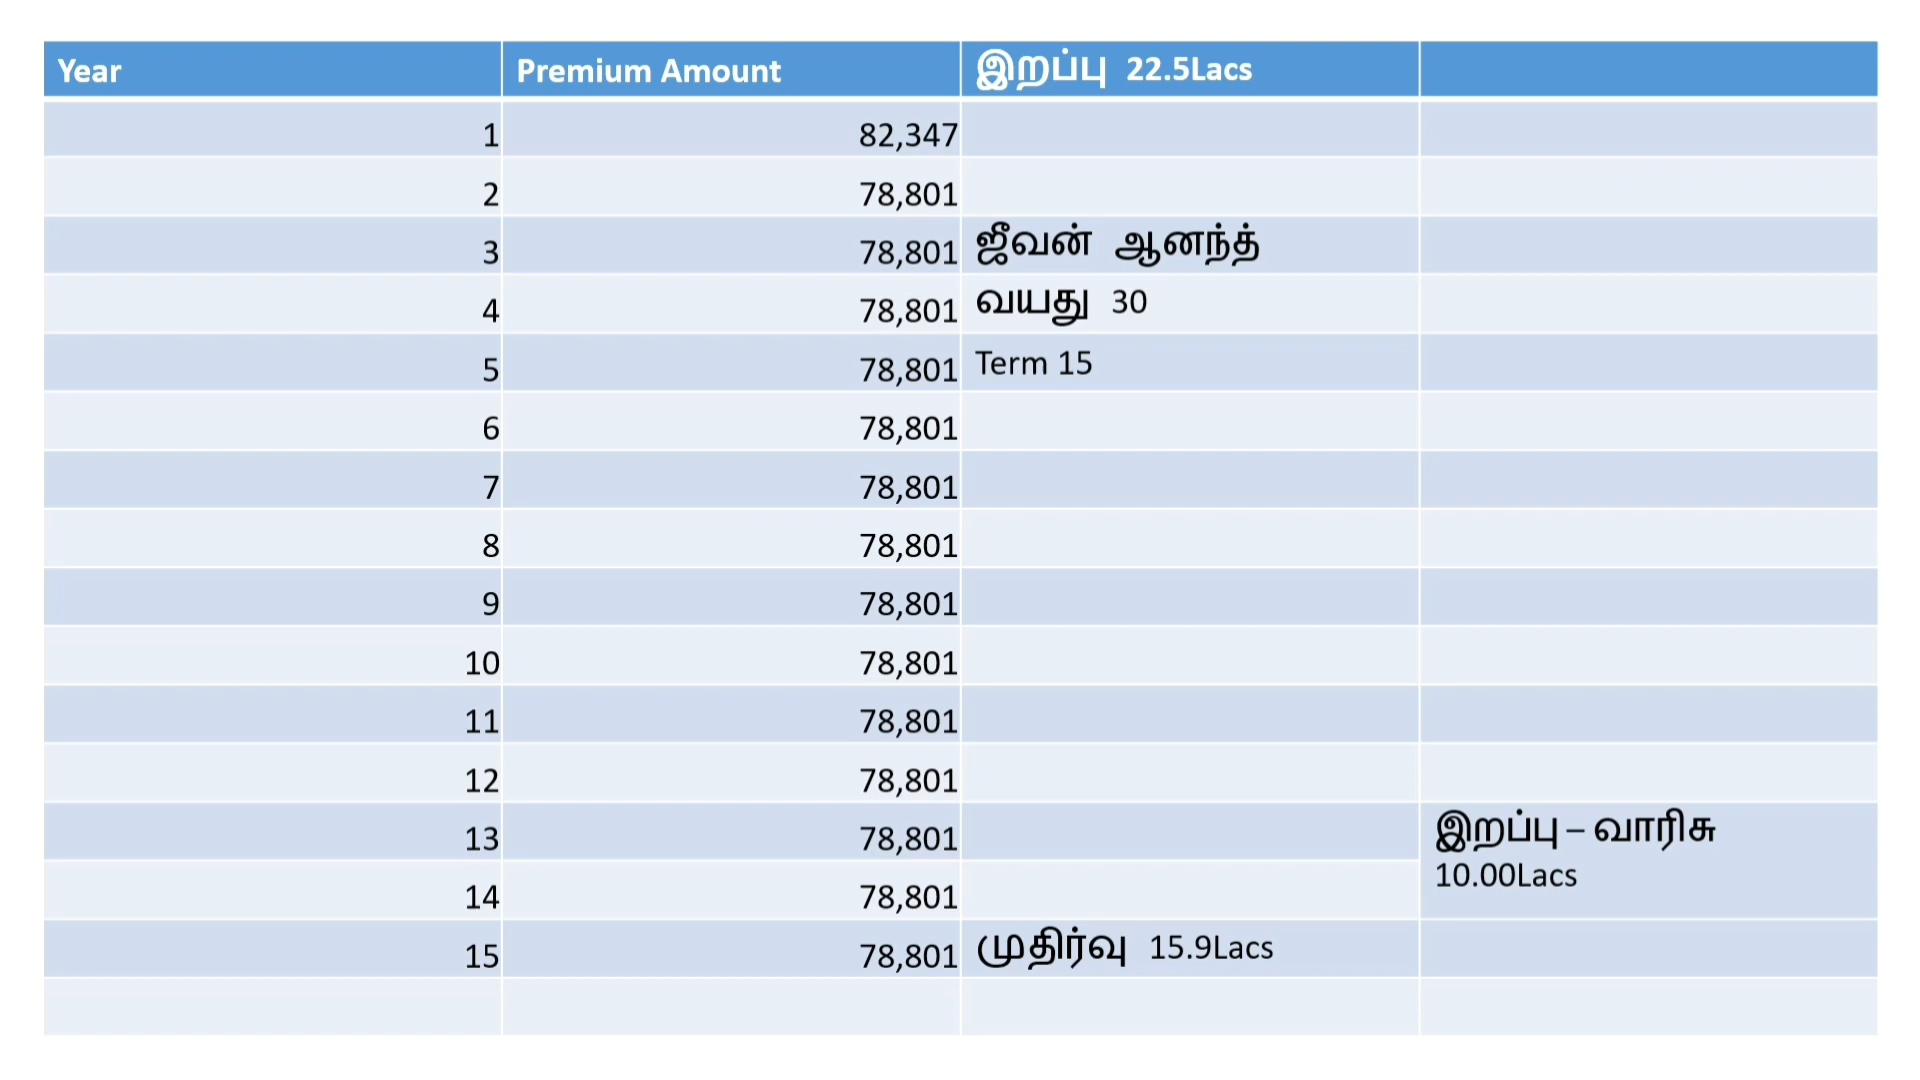 Year Premium Amount இறப்பு 22.5Lacs
1 82,347
2 78,801
3 78,801 ஜீவன் ஆனந்த்
4 78,801 வயது 30
5 78,801 Term 15
6 78,801
7 78,801
8 78,801
9 78,801
10 78,801
11 78,801
12 78,801
13 78,801 இறப்பு – வாரிசு
10.00Lacs
14 78,801
15 78,801 முதிர்வு 15.9Lacs